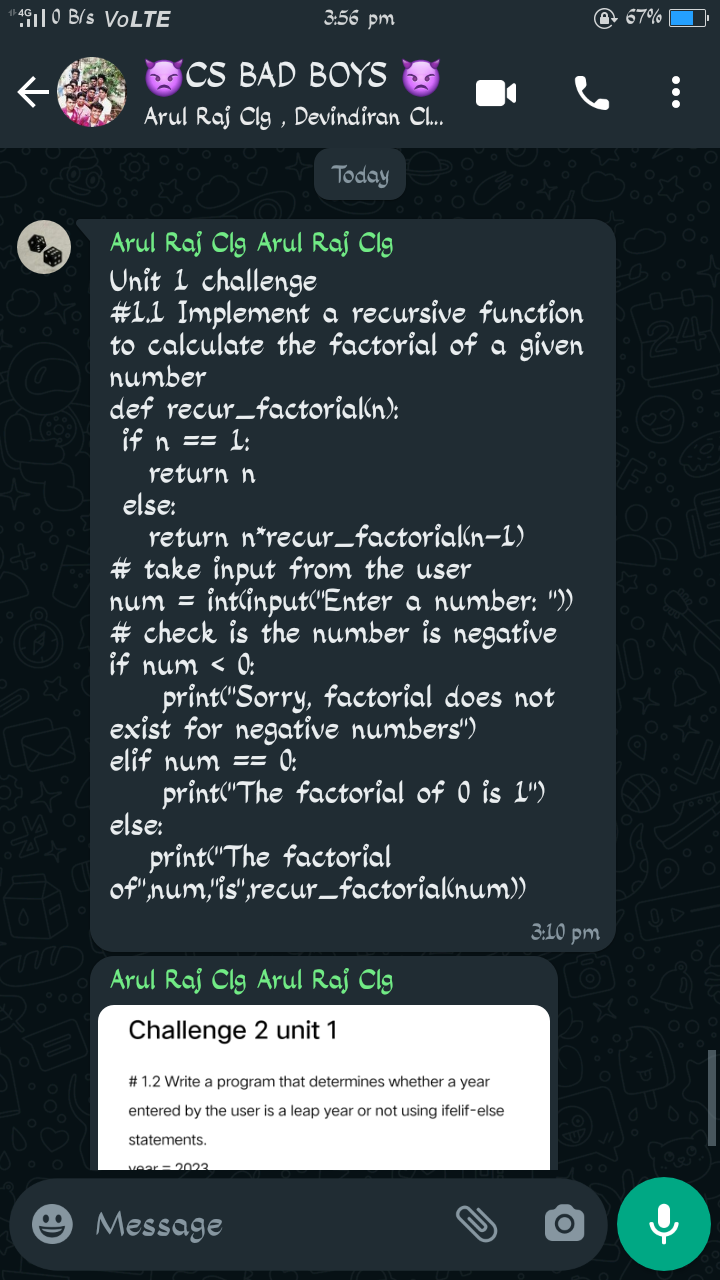 4G 0 B/s VoLTE 3:56 pm 67%
😈CS BAD BOYS 😈
Arul Raj Clg , Devindiran Cl...
Today
Arul Raj Clg Arul Raj Clg
Unit 1 challenge
#1.1 Implement a recursive function
to calculate the factorial of a given
number
def recur_factorial(n):
if n == 1:
return n
else:
return n*recur_factorial(n-1)
# take input from the user
num = int(input("Enter a number: "))
# check is the number is negative
if num < 0:
print("Sorry, factorial does not
exist for negative numbers")
elif num == 0:
print("The factorial of 0 is 1")
else:
print("The factorial
of",num,"is",recur_factorial(num))
3:10 pm
Arul Raj Clg Arul Raj Clg
Challenge 2 unit 1
# 1.2 Write a program that determines whether a year
entered by the user is a leap year or not using ifelif-else
statements.
year = 2023
Message